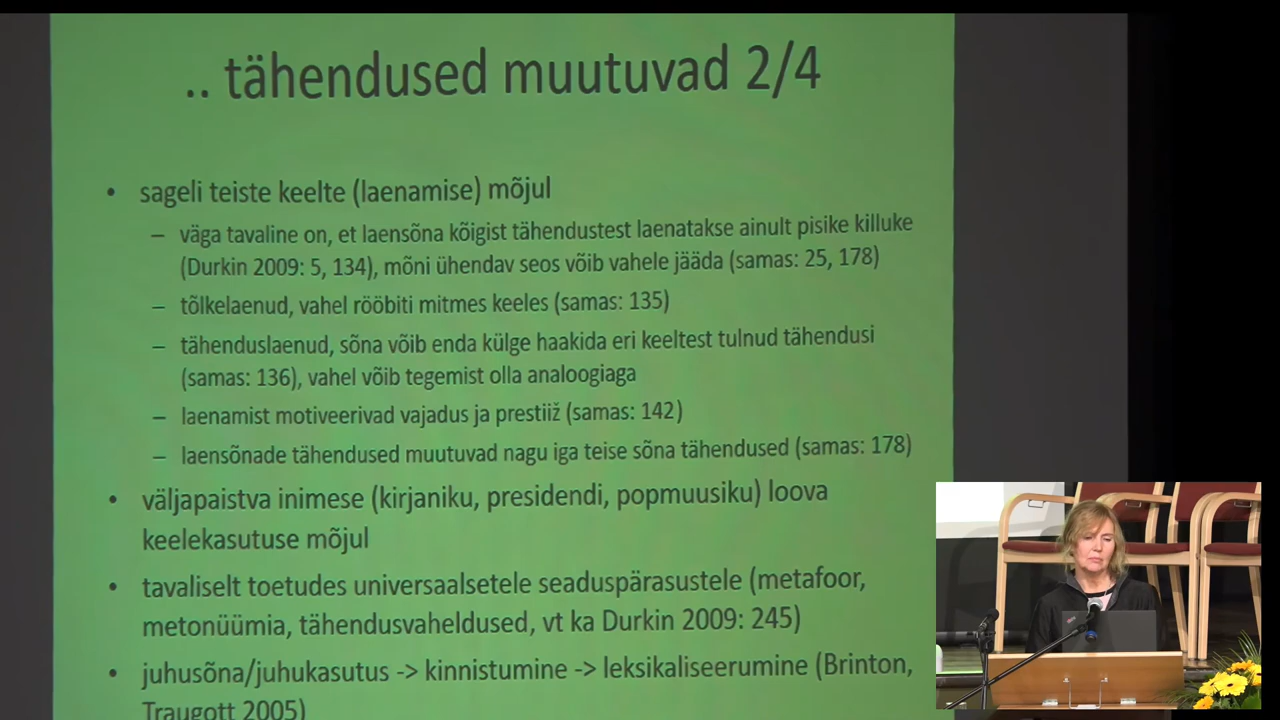 .. tähendused muutuvad 2/4
• sageli teiste keelte (laenamise) mõjul
– väga tavaline on, et laensõna kõigist tähendustest laenatakse ainult pisike killuke
(Durkin 2009: 5, 134), mõni ühendav seos võib vahele jääda (samas: 25, 178)
– tõlkelaenud, vahel rööbiti mitmes keeles (samas: 135)
– tähenduslaenud, sõna võib enda külge haakida eri keeltest tulnud tähendusi
(samas: 136), vahel võib tegemist olla analoogiaga
– laenamist motiveerivad vajadus ja prestiiž (samas: 142)
– laensõnade tähendused muutuvad nagu iga teise sõna tähendused (samas: 178)
• väljapaistva inimese (kirjaniku, presidendi, popmuusiku) loova
keelekasutuse mõjul
• tavaliselt toetudes universaalsetele seaduspärasustele (metafoor,
metonüümia, tähendusvaheldused, vt ka Durkin 2009: 245)
• juhusõna/juhukasutus -> kinnistumine -> leksikaliseerumine (Brinton,
Traugott 2005)